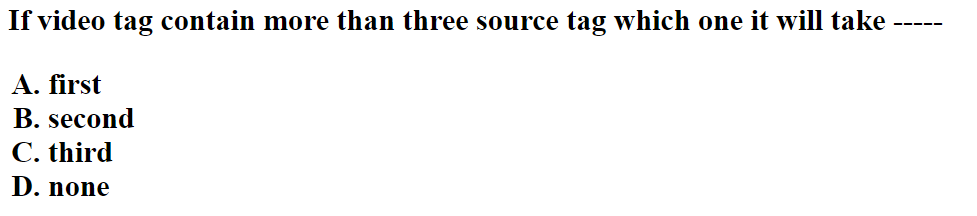 If video tag contain more than three source tag which one it will take -----
A. first
B. second
C. third
D. none